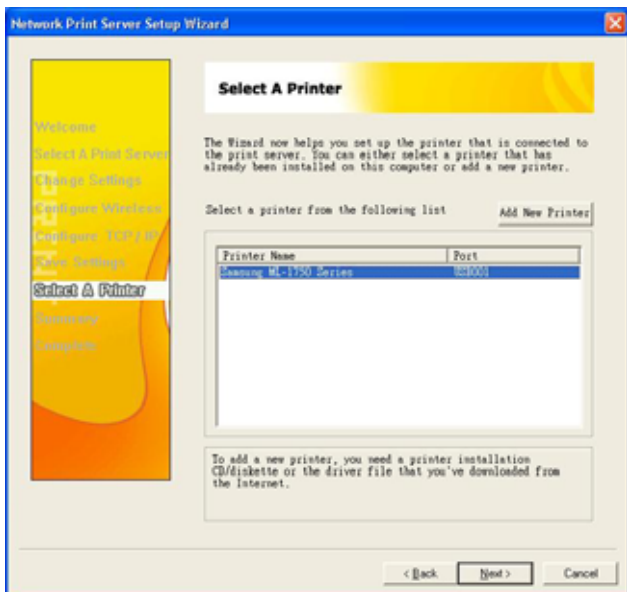 Network Print Server Setup Wizard
Select A Printer
Welcome
Select A Print Server
Change Settings
Configure Wireless
Configure TCP/IP
Save Settings
Select A Printer
Summary
Complete
The Wizard now helps you set up the printer that is connected to
the print server. You can either select a printer that has
already been installed on this computer or add a new printer.
Select a printer from the following list
Add New Printer
Printer Name Port
Samsung ML-1750 Series USB001
To add a new printer, you need a printer installation
CD/diskette or the driver file that you've downloaded from
the Internet.
< Back Next > Cancel